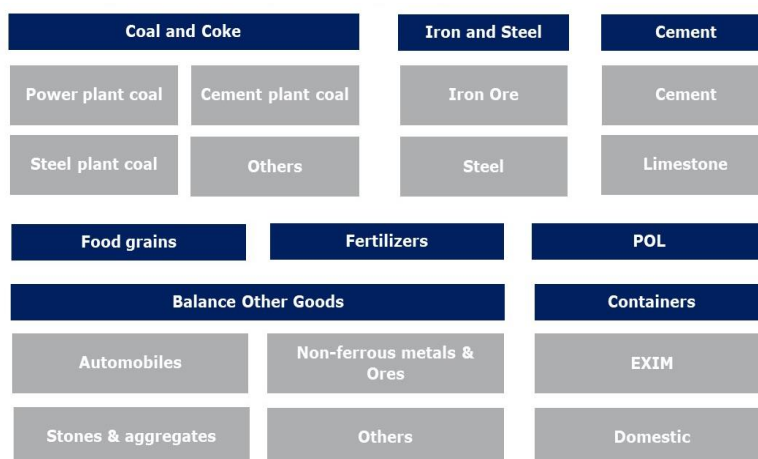 Coal and Coke
Iron and Steel
Cement
Power plant coal
Cement plant coal
Iron Ore
Cement
Steel plant coal
Others
Steel
Limestone
Food grains
Fertilizers
POL
Balance Other Goods
Containers
Automobiles
Non-ferrous metals &
Ores
EXIM
Stones & aggregates
Others
Domestic